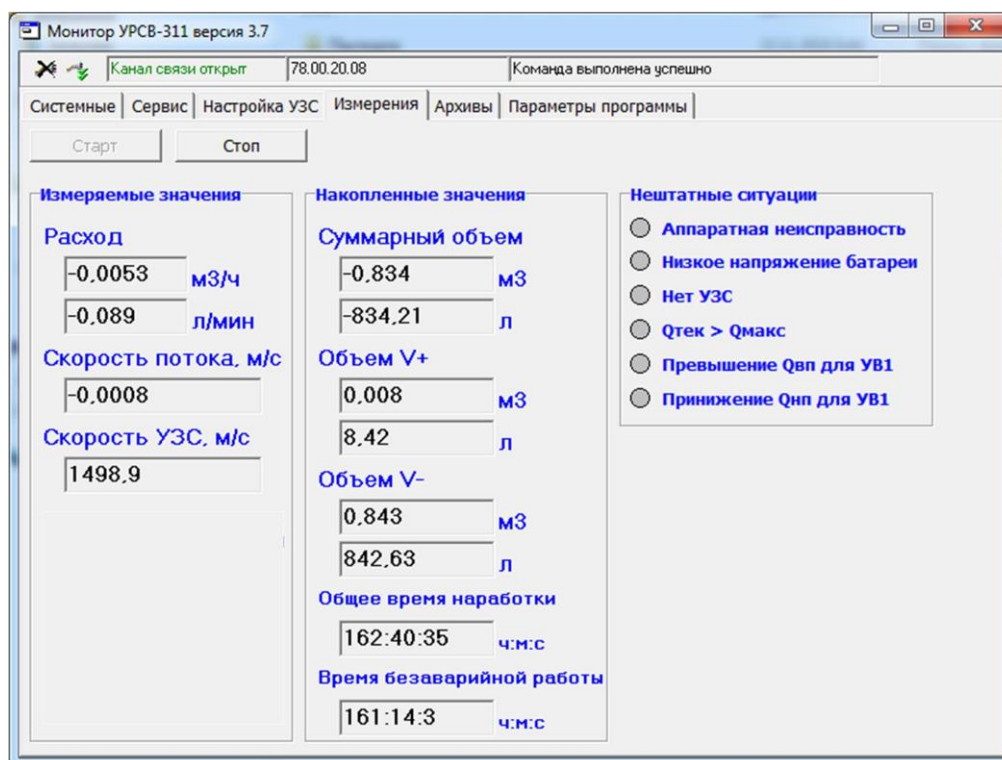 Монитор УРСВ-311 версия 3.7
Канал связи открыт 78.00.20.08 Команда выполнена успешно
Системные Сервис Настройка УЗС Измерения Архивы Параметры программы
Старт Стоп
Измеряемые значения
Расход
-0,0053 м3/ч
-0,089 л/мин
Скорость потока, м/с
-0,0008
Скорость УЗС, м/с
1498,9
Накопленные значения
Суммарный объем
-0,834 м3
-834,21 л
Объем V+
0,008 м3
8,42 л
Объем V-
0,843 м3
842,63 л
Общее время наработки
162:40:35 ч:м:с
Время безаварийной работы
161:14:3 ч:м:с
Нештатные ситуации
Аппаратная неисправность
Низкое напряжение батареи
Нет УЗС
Qтек > Qмакс
Превышение Qвп для УВ1
Принижение Qнп для УВ1